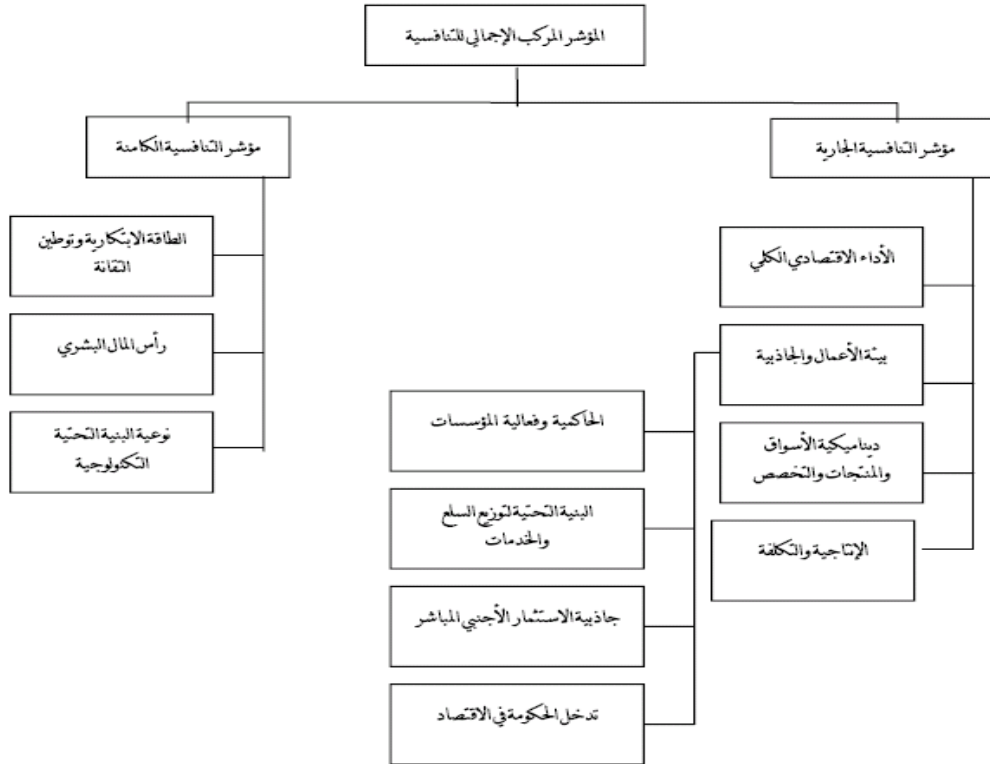 المؤشر المركب الإجمالي للتنافسية
مؤشر التنافسية الجارية
مؤشر التنافسية الكامنة
الأداء الاقتصادي الكلي
بيئة الأعمال والجاذبية
ديناميكية الأسواق
والمنتجات والتخصص
الإنتاجية والتكلفة
الحاكمية وفعالية المؤسسات
البنية التحتية لتوزيع السلع
والخدمات
جاذبية الاستثمار الأجنبي المباشر
تدخل الحكومة في الاقتصاد
الطاقة الابتكارية وتوطين
التقانة
رأس المال البشري
نوعية البنية التحتية
التكنولوجية